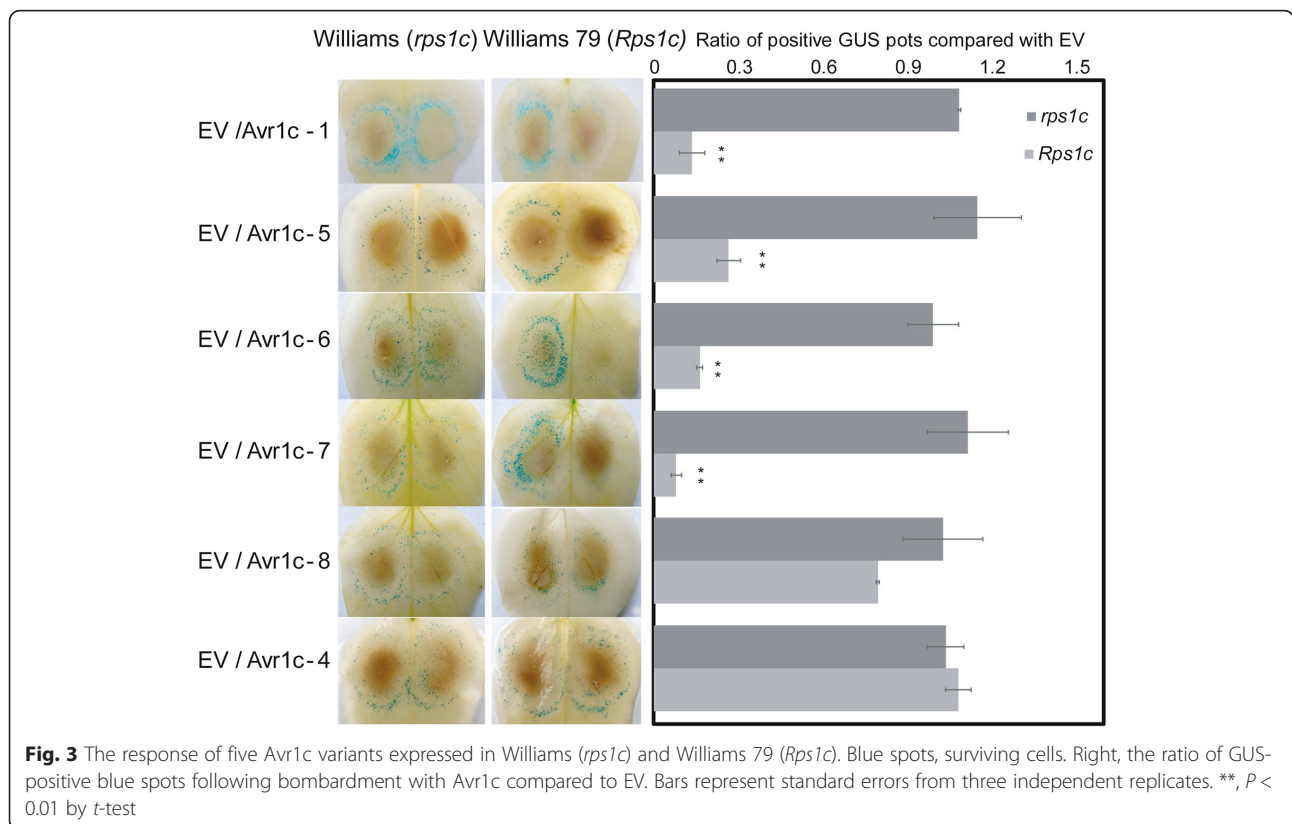 Williams (rps1c) Williams 79 (Rps1c) Ratio of positive GUS pots compared with EV
0 0.3 0.6 0.9 1.2 1.5
EV /Avr1c - 1
rps1c
Rps1c
**
EV / Avr1c- 5
**
EV / Avr1c-6
**
EV / Avr1c-7
**
EV / Avr1c- 8
EV / Avr1c- 4
Fig. 3 The response of five Avr1c variants expressed in Williams (rps1c) and Williams 79 (Rps1c). Blue spots, surviving cells. Right, the ratio of GUS-
positive blue spots following bombardment with Avr1c compared to EV. Bars represent standard errors from three independent replicates. **, P <
0.01 by t-test